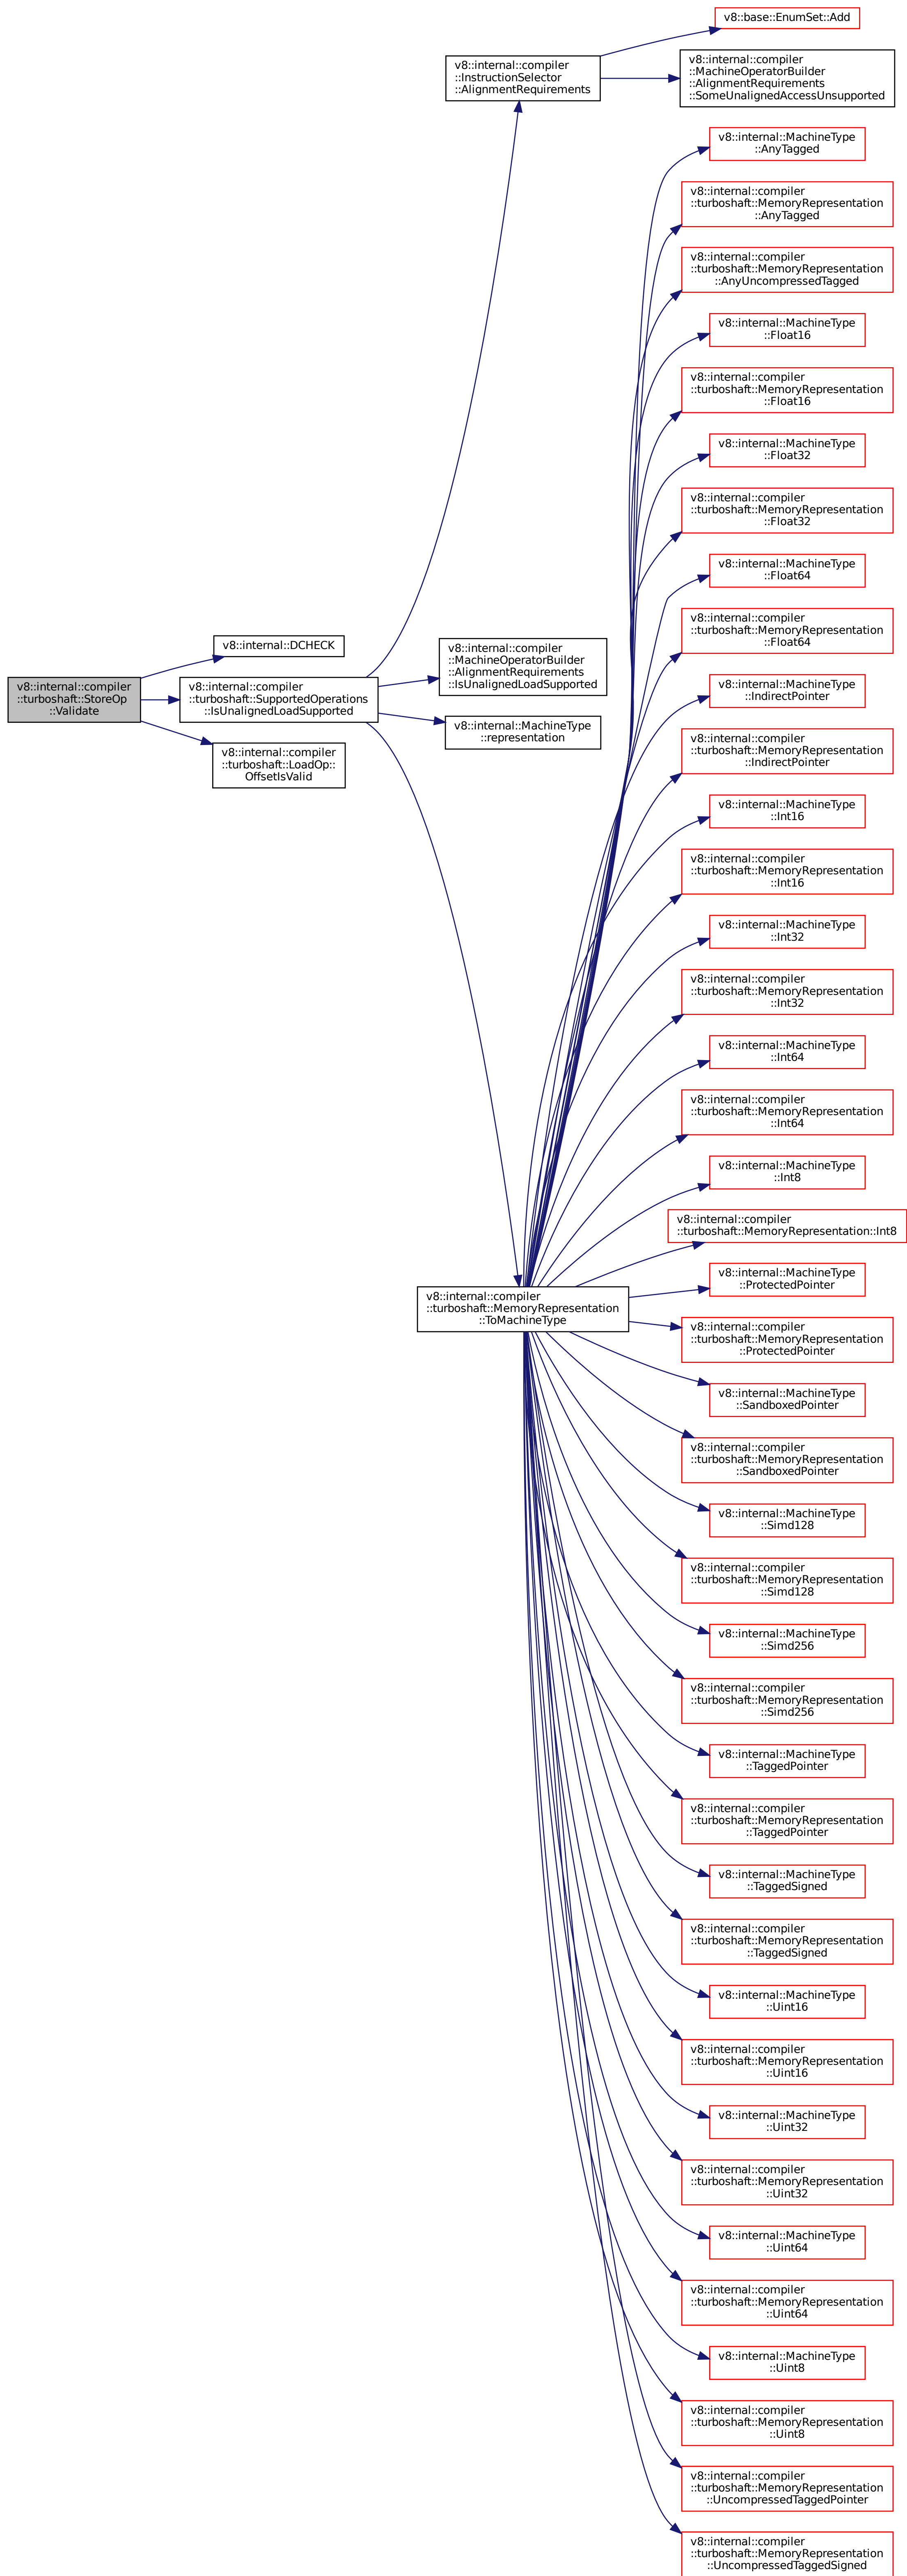 v8::internal::compiler
::turboshaft::StoreOp
::Validate
v8::internal::DCHECK
v8::internal::compiler
::turboshaft::SupportedOperations
::IsUnalignedLoadSupported
v8::internal::compiler
::turboshaft::LoadOp::
OffsetIsValid
v8::internal::compiler
::InstructionSelector
::AlignmentRequirements
v8::internal::compiler
::MachineOperatorBuilder
::AlignmentRequirements
::IsUnalignedLoadSupported
v8::internal::MachineType
::representation
v8::internal::compiler
::turboshaft::MemoryRepresentation
::ToMachineType
v8::base::EnumSet::Add
v8::internal::compiler
::MachineOperatorBuilder
::AlignmentRequirements
::SomeUnalignedAccessUnsupported
v8::internal::MachineType
::AnyTagged
v8::internal::compiler
::turboshaft::MemoryRepresentation
::AnyTagged
v8::internal::compiler
::turboshaft::MemoryRepresentation
::AnyUncompressedTagged
v8::internal::MachineType
::Float16
v8::internal::compiler
::turboshaft::MemoryRepresentation
::Float16
v8::internal::MachineType
::Float32
v8::internal::compiler
::turboshaft::MemoryRepresentation
::Float32
v8::internal::MachineType
::Float64
v8::internal::compiler
::turboshaft::MemoryRepresentation
::Float64
v8::internal::MachineType
::IndirectPointer
v8::internal::compiler
::turboshaft::MemoryRepresentation
::IndirectPointer
v8::internal::MachineType
::Int16
v8::internal::compiler
::turboshaft::MemoryRepresentation
::Int16
v8::internal::MachineType
::Int32
v8::internal::compiler
::turboshaft::MemoryRepresentation
::Int32
v8::internal::MachineType
::Int64
v8::internal::compiler
::turboshaft::MemoryRepresentation
::Int64
v8::internal::MachineType
::Int8
v8::internal::compiler
::turboshaft::MemoryRepresentation::Int8
v8::internal::MachineType
::ProtectedPointer
v8::internal::compiler
::turboshaft::MemoryRepresentation
::ProtectedPointer
v8::internal::MachineType
::SandboxedPointer
v8::internal::compiler
::turboshaft::MemoryRepresentation
::SandboxedPointer
v8::internal::MachineType
::Simd128
v8::internal::compiler
::turboshaft::MemoryRepresentation
::Simd128
v8::internal::MachineType
::Simd256
v8::internal::compiler
::turboshaft::MemoryRepresentation
::Simd256
v8::internal::MachineType
::TaggedPointer
v8::internal::compiler
::turboshaft::MemoryRepresentation
::TaggedPointer
v8::internal::MachineType
::TaggedSigned
v8::internal::compiler
::turboshaft::MemoryRepresentation
::TaggedSigned
v8::internal::MachineType
::Uint16
v8::internal::compiler
::turboshaft::MemoryRepresentation
::Uint16
v8::internal::MachineType
::Uint32
v8::internal::compiler
::turboshaft::MemoryRepresentation
::Uint32
v8::internal::MachineType
::Uint64
v8::internal::compiler
::turboshaft::MemoryRepresentation
::Uint64
v8::internal::MachineType
::Uint8
v8::internal::compiler
::turboshaft::MemoryRepresentation
::Uint8
v8::internal::compiler
::turboshaft::MemoryRepresentation
::UncompressedTaggedPointer
v8::internal::compiler
::turboshaft::MemoryRepresentation
::UncompressedTaggedSigned